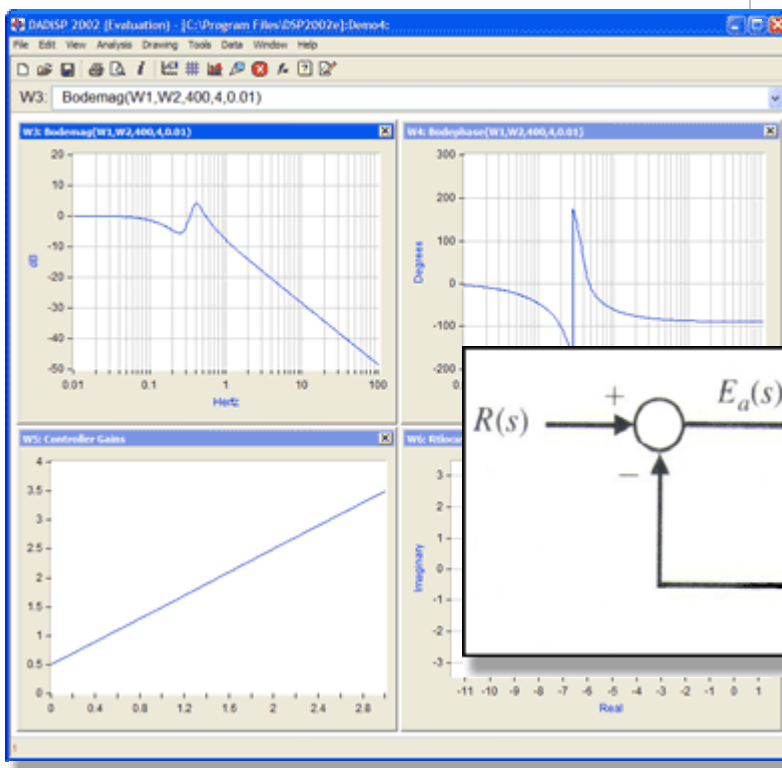 DADiSP 2002 (Evaluation) - [C:\Program Files\DSP2002e]:Demo4:
File Edit View Analysis Drawing Tools Data Window Help
W3: Bodemag(W1,W2,400,4,0.01)
W3: Bodemag(W1,W2,400,4,0.01)
20
10
0
-10
-20
-30
-40
-50
dB
0.01 0.1 1 10 100
Hertz
W4: Bodephase(W1,W2,400,4,0.01)
300
200
100
0
-100
-200
Degrees
0.
R(s)
+
−
Ea(s)
W5: Controller Gains
4
3.5
3
2.5
2
1.5
1
0.5
0
0 0.4 0.8 1.2 1.6 2 2.4 2.8
W6: Rtlocus
3
2
1
0
-1
-2
-3
Imaginary
-11 -10 -9 -8 -7 -6 -5 -4 -3 -2 -1 0 1
Real